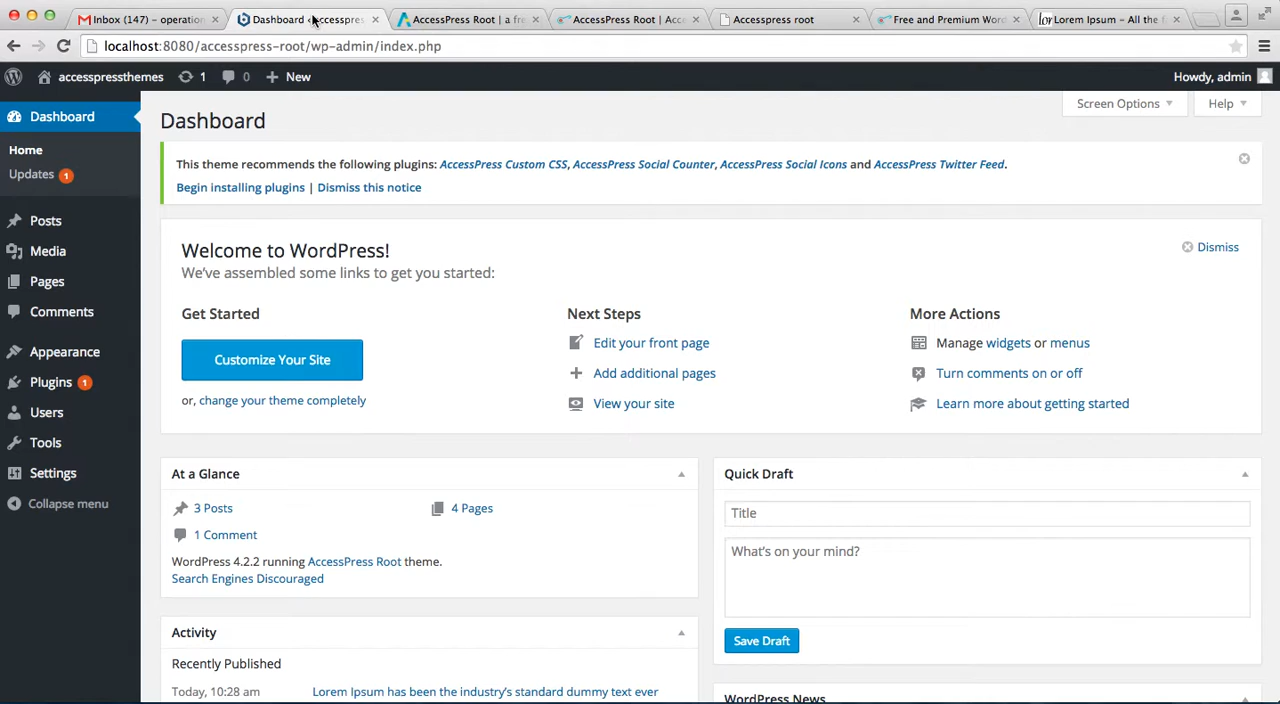 Inbox (147) – operation
Dashboard ‹ accesspress
AccessPress Root | a fre
AccessPress Root | Acce
Accesspress root
Free and Premium Wor
Lorem Ipsum – All the f
localhost:8080/accesspress-root/wp-admin/index.php
accesspressthemes 1 0 New
Howdy, admin
Screen Options
Help
Dashboard
Home
Updates 1
Posts
Media
Pages
Comments
Appearance
Plugins 1
Users
Tools
Settings
Collapse menu
Dashboard
This theme recommends the following plugins: AccessPress Custom CSS, AccessPress Social Counter, AccessPress Social Icons and AccessPress Twitter Feed.
Begin installing plugins | Dismiss this notice
Welcome to WordPress!
Dismiss
We've assembled some links to get you started:
Get Started
Customize Your Site
or, change your theme completely
Next Steps
Edit your front page
Add additional pages
View your site
More Actions
Manage widgets or menus
Turn comments on or off
Learn more about getting started
At a Glance
3 Posts
4 Pages
1 Comment
WordPress 4.2.2 running AccessPress Root theme.
Search Engines Discouraged
Activity
Recently Published
Today, 10:28 am
Lorem Ipsum has been the industry's standard dummy text ever
Quick Draft
Title
What's on your mind?
Save Draft
WordPress News